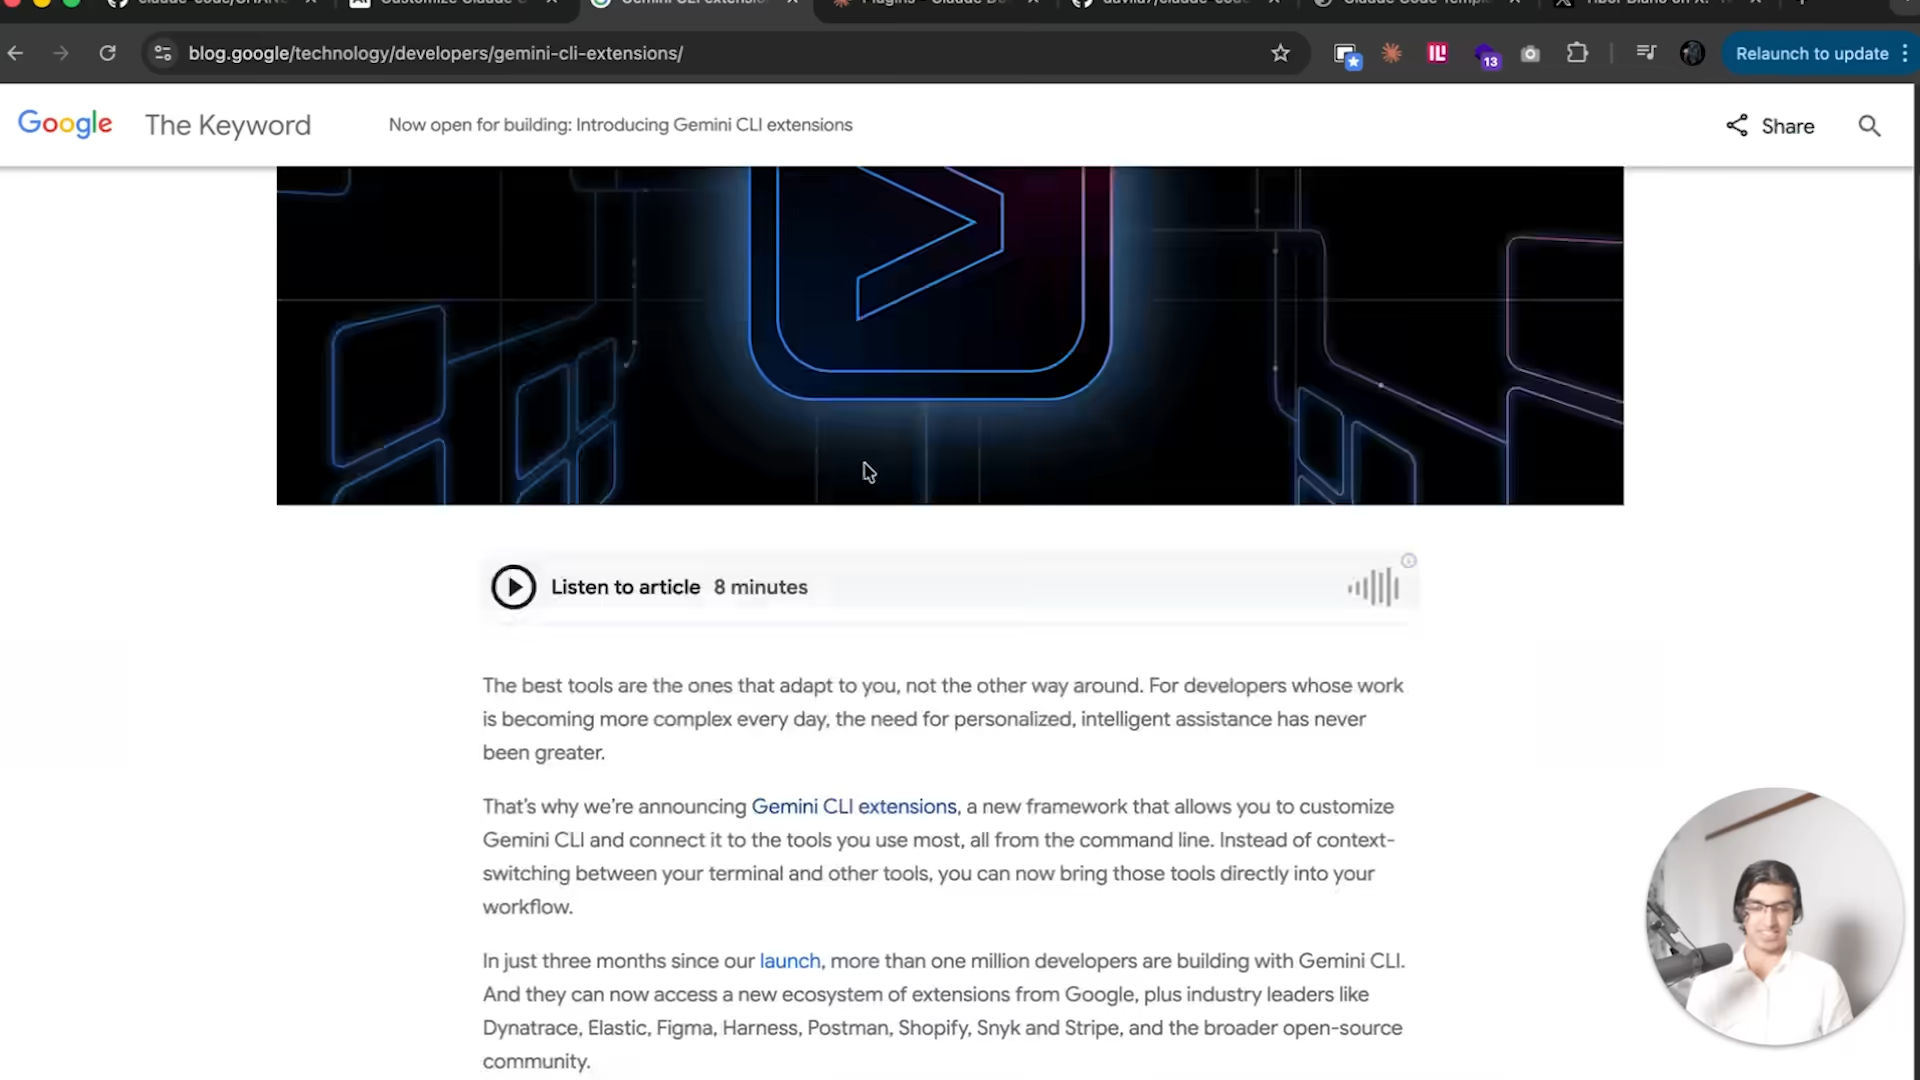 blog.google/technology/developers/gemini-cli-extensions/
13
Relaunch to update
Google The Keyword
Now open for building: Introducing Gemini CLI extensions
Share
Listen to article 8 minutes
The best tools are the ones that adapt to you, not the other way around. For developers whose work
is becoming more complex every day, the need for personalized, intelligent assistance has never
been greater.
That's why we're announcing Gemini CLI extensions, a new framework that allows you to customize
Gemini CLI and connect it to the tools you use most, all from the command line. Instead of context-
switching between your terminal and other tools, you can now bring those tools directly into your
workflow.
In just three months since our launch, more than one million developers are building with Gemini CLI.
And they can now access a new ecosystem of extensions from Google, plus industry leaders like
Dynatrace, Elastic, Figma, Harness, Postman, Shopify, Snyk and Stripe, and the broader open-source
community.